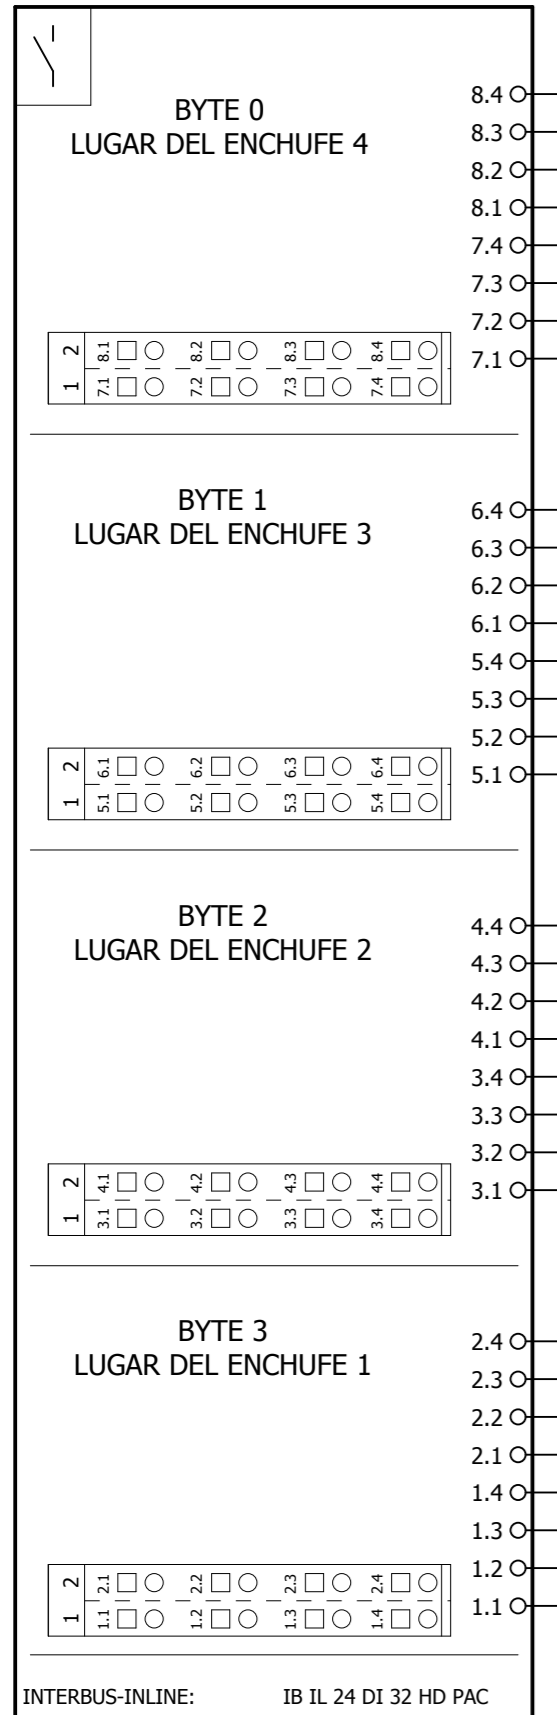 BYTE 0
LUGAR DEL ENCHUFE 4
8.4
8.3
8.2
8.1
7.4
7.3
7.2
7.1
2 8.1 8.2 8.3 8.4
1 7.1 7.2 7.3 7.4
BYTE 1
LUGAR DEL ENCHUFE 3
6.4
6.3
6.2
6.1
5.4
5.3
5.2
5.1
2 6.1 6.2 6.3 6.4
1 5.1 5.2 5.3 5.4
BYTE 2
LUGAR DEL ENCHUFE 2
4.4
4.3
4.2
4.1
3.4
3.3
3.2
3.1
2 4.1 4.2 4.3 4.4
1 3.1 3.2 3.3 3.4
BYTE 3
LUGAR DEL ENCHUFE 1
2.4
2.3
2.2
2.1
1.4
1.3
1.2
1.1
2 2.1 2.2 2.3 2.4
1 1.1 1.2 1.3 1.4
INTERBUS-INLINE: IB IL 24 DI 32 HD PAC